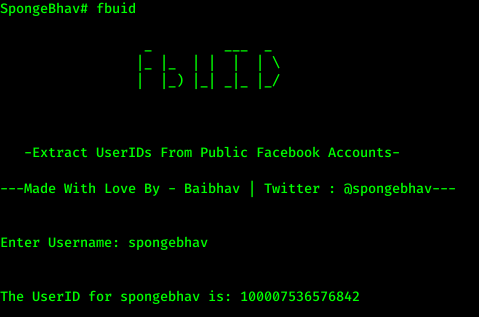 SpongeBhav# fbuid
FbUID
-Extract UserIDs From Public Facebook Accounts-
---Made With Love By - Baibhav | Twitter : @spongebhav---
Enter Username: spongebhav
The UserID for spongebhav is: 100007536576842